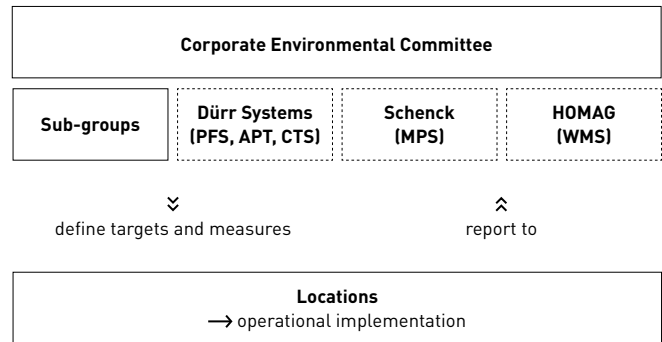 Corporate Environmental Committee
Sub-groups
Dürr Systems
(PFS, APT, CTS)
Schenck
(MPS)
HOMAG
(WMS)
define targets and measures
report to
Locations
→ operational implementation